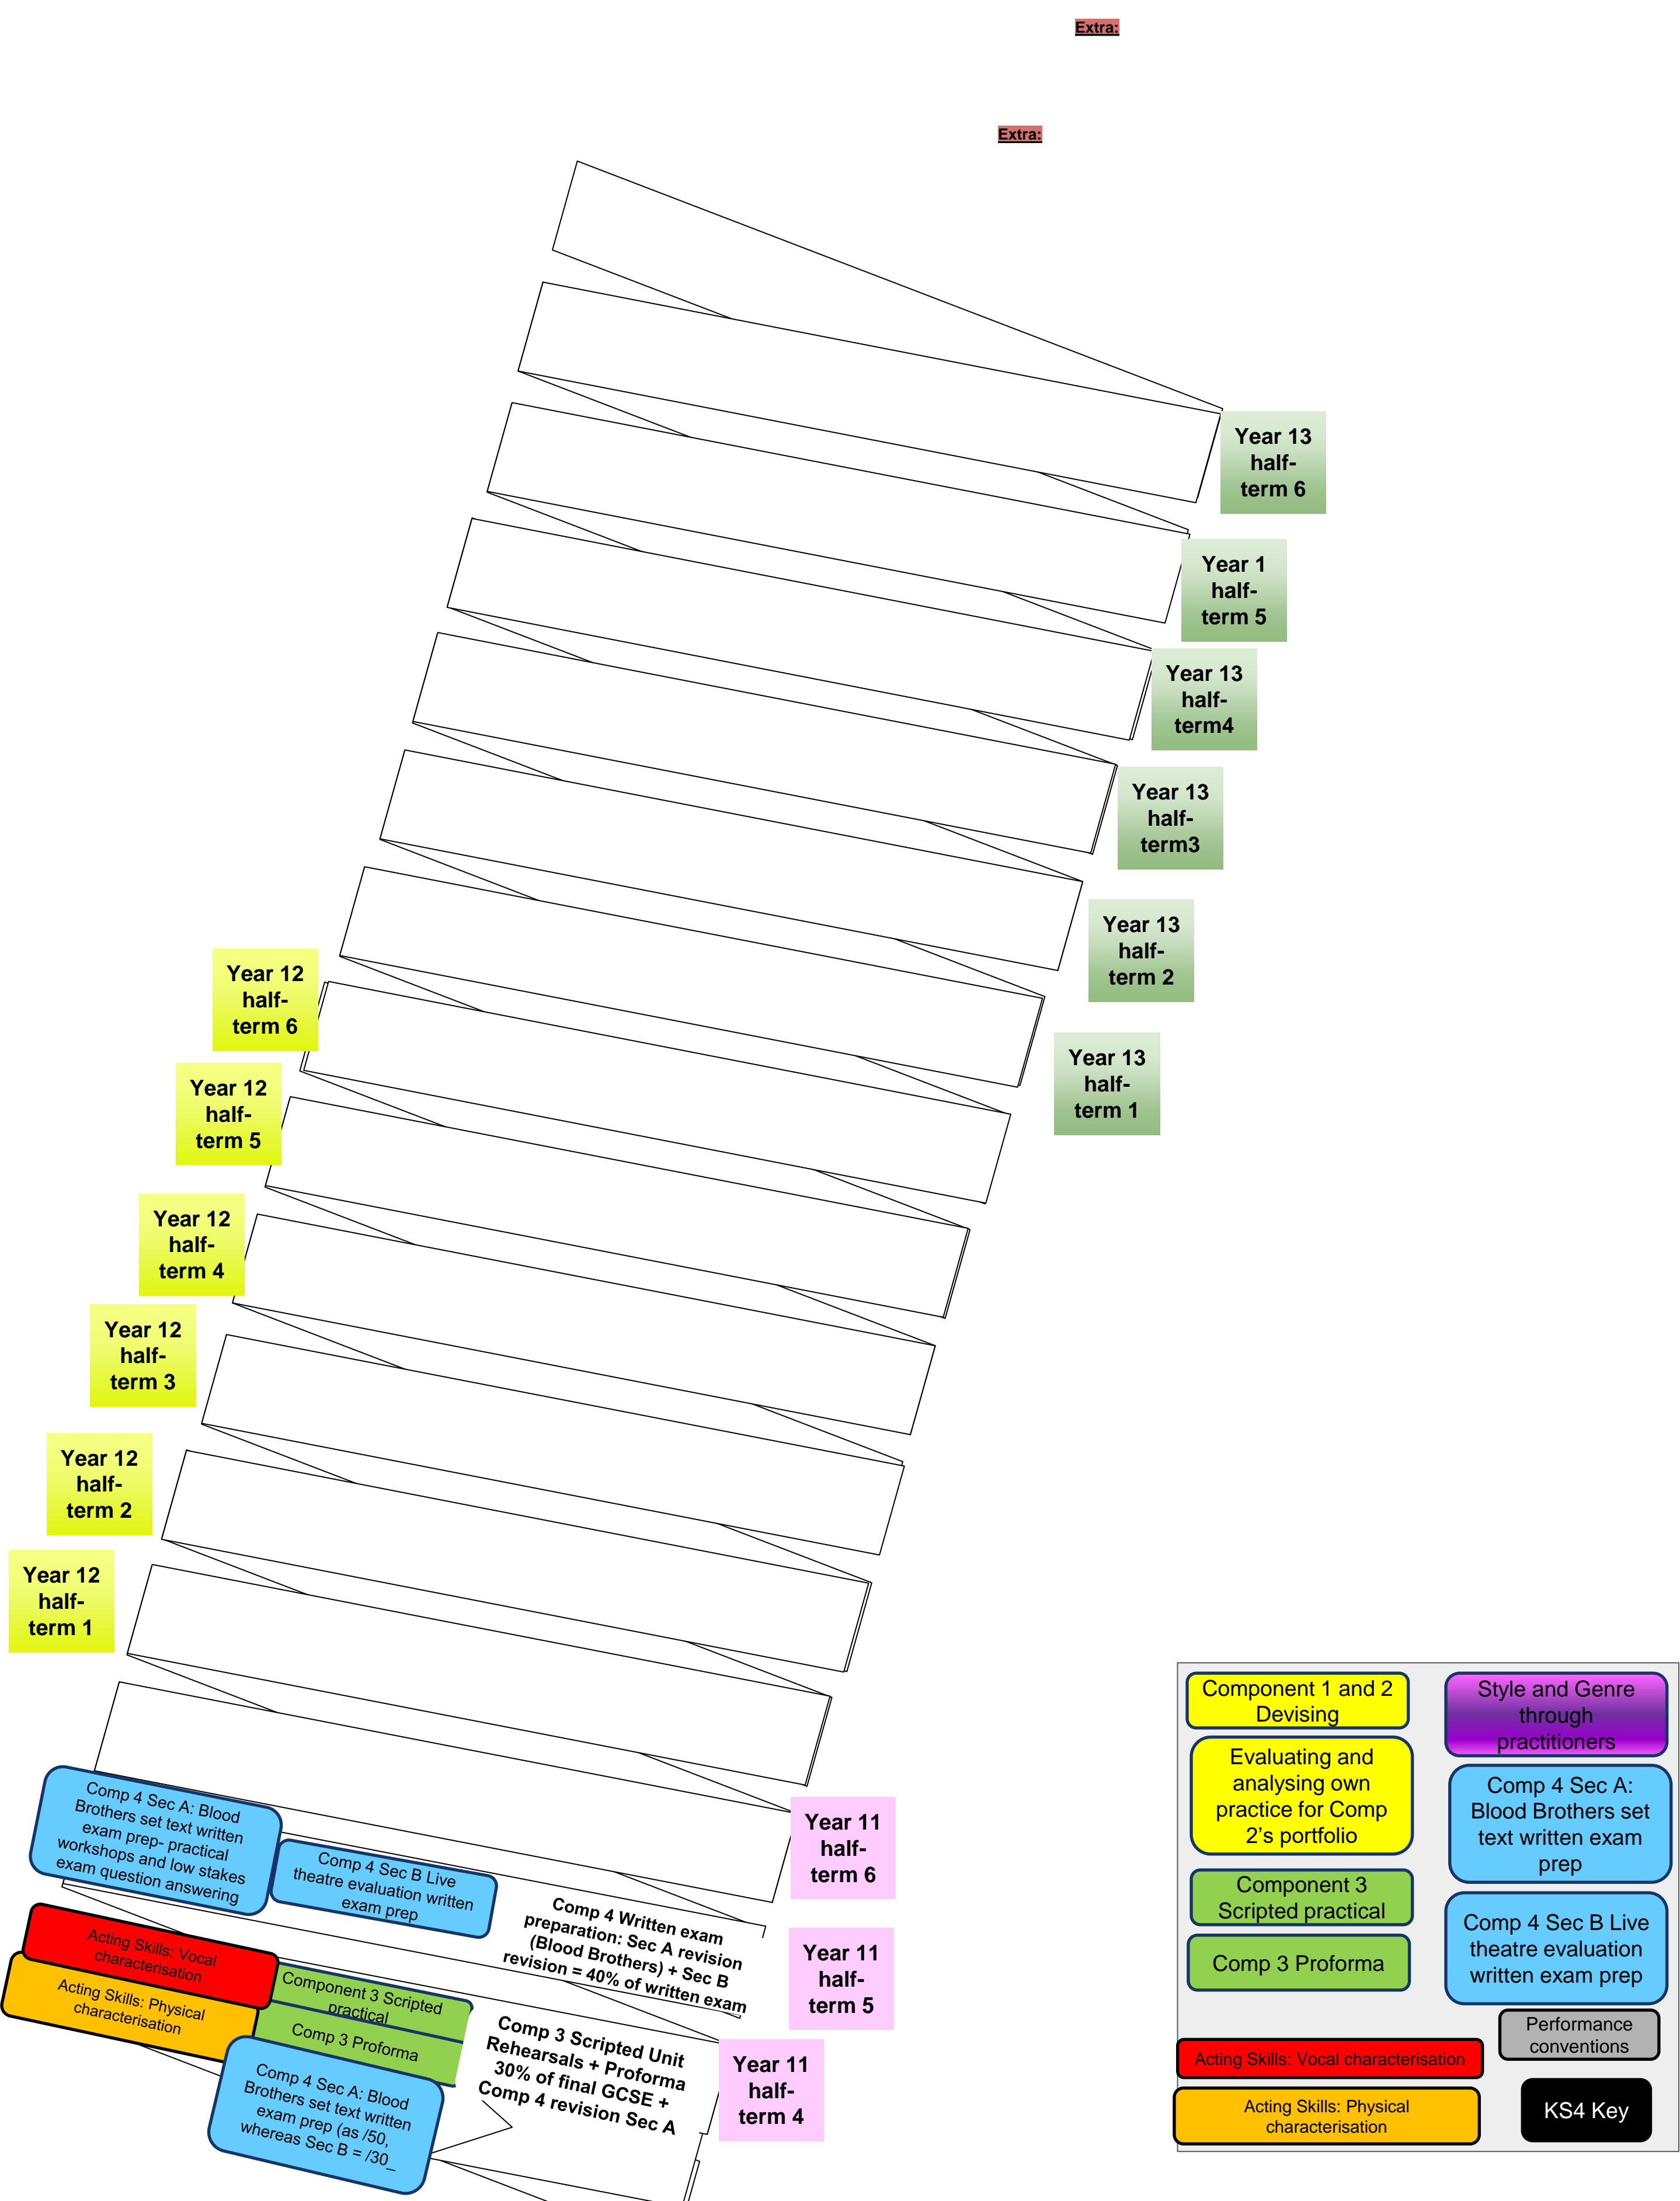 Extra:
Extra:
Year 13
half-
term 6
Year 1
half-
term 5
Year 13
half-
term4
Year 13
half-
term3
Year 13
half-
term 2
Year 13
half-
term 1
Year 12
half-
term 6
Year 12
half-
term 5
Year 12
half-
term 4
Year 12
half-
term 3
Year 12
half-
term 2
Year 12
half-
term 1
Year 11
half-
term 6
Year 11
half-
term 5
Year 11
half-
term 4
Comp 4 Sec A: Blood
Brothers set text written
exam prep- practical
workshops and low stakes
exam question answering
Comp 4 Sec B Live
theatre evaluation written
exam prep
Comp 4 Written exam
preparation: Sec A revision
(Blood Brothers) + Sec B
revision = 40% of written exam
Acting Skills: Vocal
characterisation
Acting Skills: Physical
characterisation
Component 3 Scripted
practical
Comp 3 Proforma
Comp 4 Sec A: Blood
Brothers set text written
exam prep (as /50,
whereas Sec B = /30_
Comp 3 Scripted Unit
Rehearsals + Proforma
30% of final GCSE +
Comp 4 revision Sec A
Component 1 and 2
Devising
Evaluating and
analysing own
practice for Comp
2’s portfolio
Component 3
Scripted practical
Comp 3 Proforma
Acting Skills: Vocal characterisation
Acting Skills: Physical
characterisation
Style and Genre
through
practitioners
Comp 4 Sec A:
Blood Brothers set
text written exam
prep
Comp 4 Sec B Live
theatre evaluation
written exam prep
Performance
conventions
KS4 Key